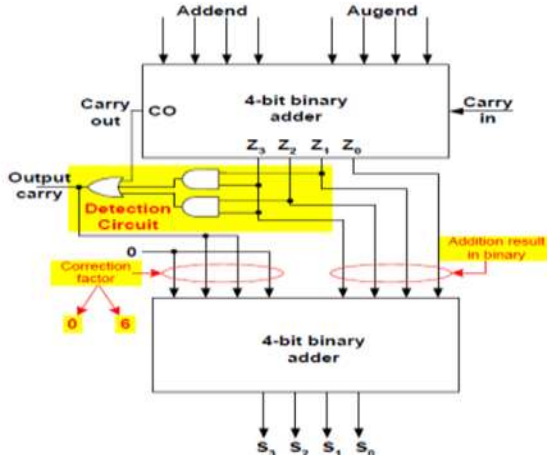 Addend Augend
4-bit binary
adder
Carry
out
CO
Carry
in
Z3 Z2 Z1 Z0
Output
carry
Detection
Circuit
0
Correction
factor
Addition result
in binary
0 6
4-bit binary
adder
S3 S2 S1 S0